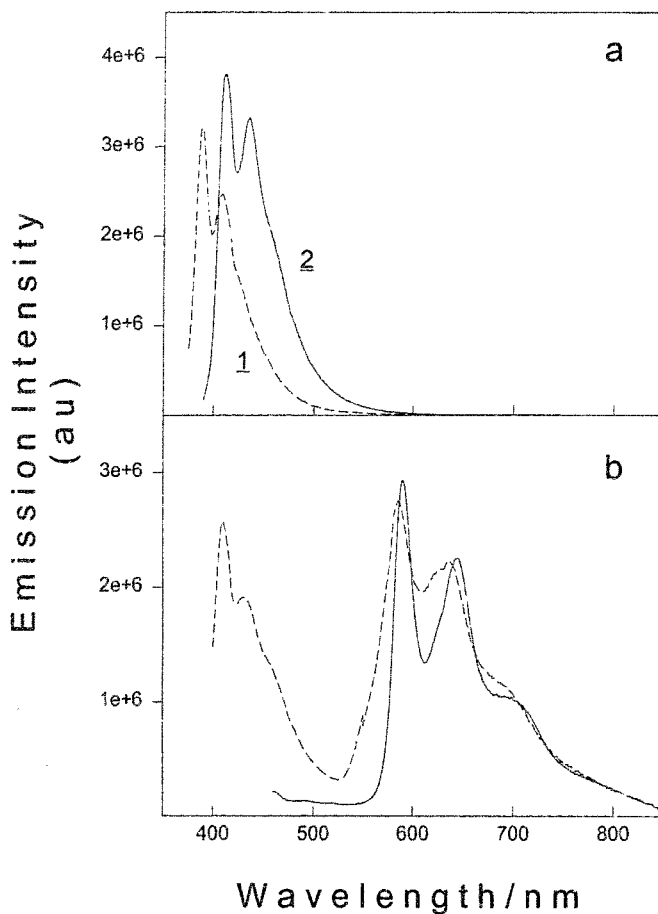 a
4e+6
3e+6
2e+6
1e+6
2
1
b
3e+6
2e+6
1e+6
400 500 600 700 800
Emission Intensity
(au)
Wavelength/nm